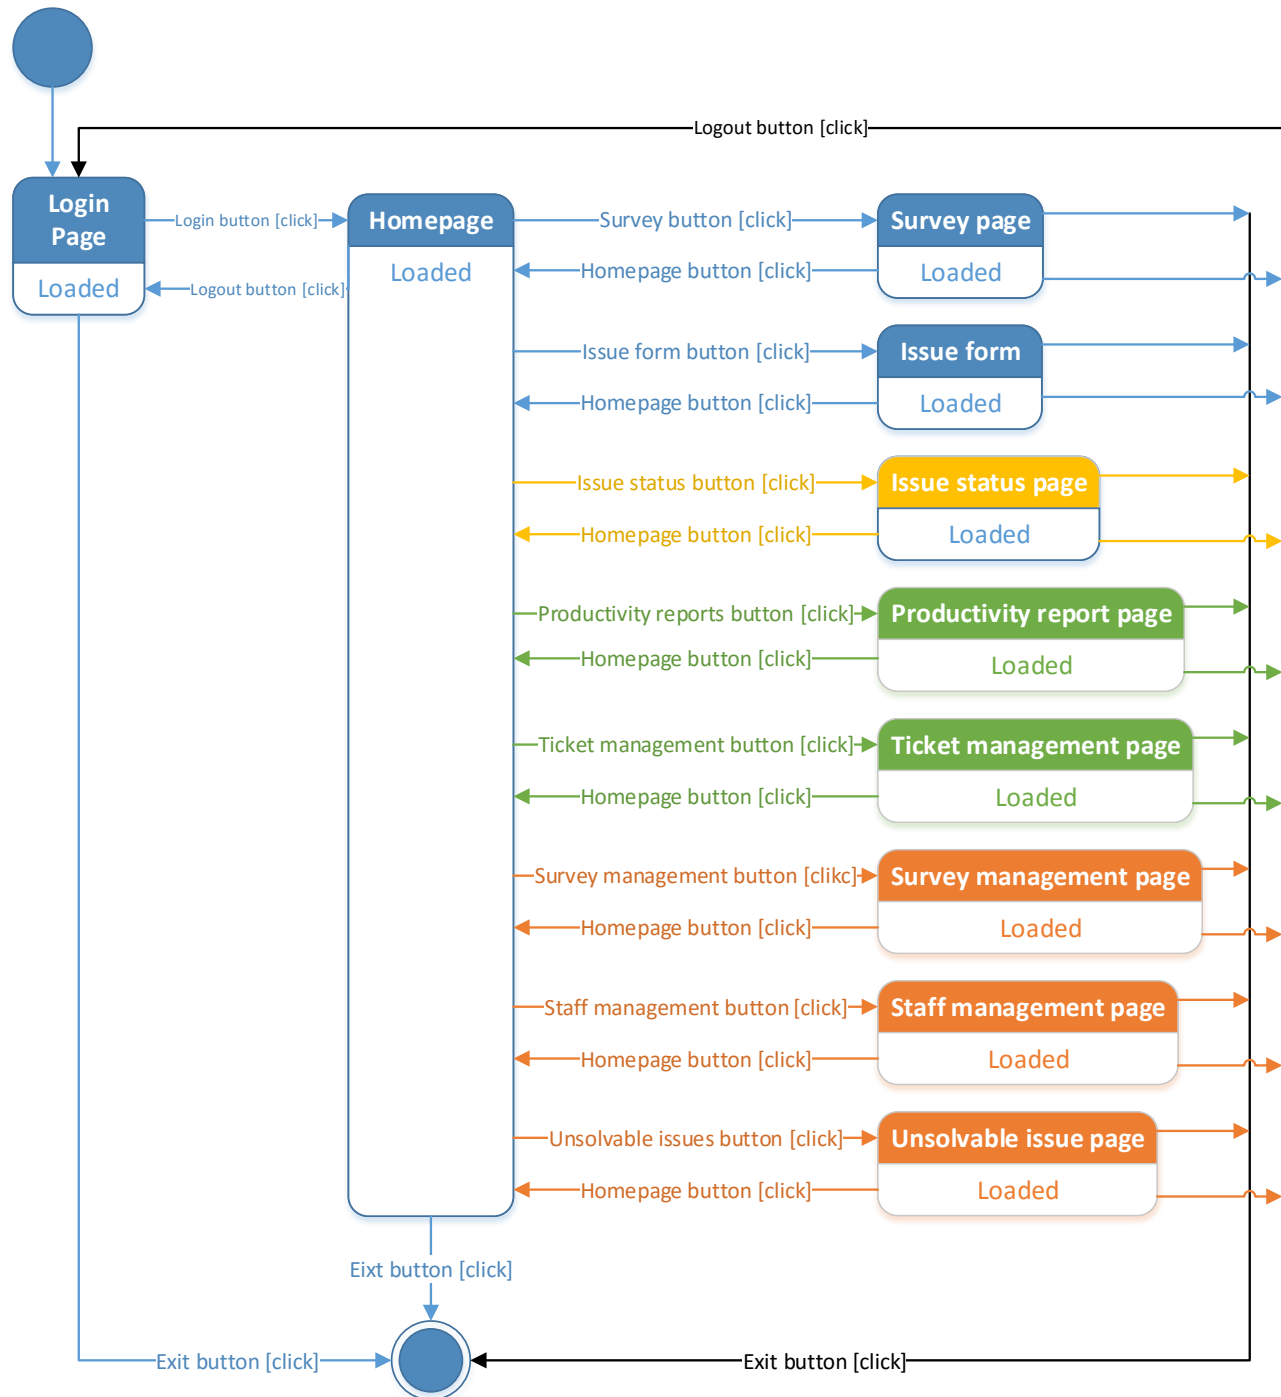 Logout button [click]
Login
Page
Loaded
Login button [click]
Logout button [click]
Homepage
Loaded
Survey button [click]
Homepage button [click]
Survey page
Loaded
Issue form button [click]
Homepage button [click]
Issue form
Loaded
Issue status button [click]
Homepage button [click]
Issue status page
Loaded
Productivity reports button [click]
Homepage button [click]
Productivity report page
Loaded
Ticket management button [click]
Homepage button [click]
Ticket management page
Loaded
Survey management button [clikc]
Homepage button [click]
Survey management page
Loaded
Staff management button [click]
Homepage button [click]
Staff management page
Loaded
Unsolvable issues button [click]
Homepage button [click]
Unsolvable issue page
Loaded
Eixt button [click]
Exit button [click]
Exit button [click]